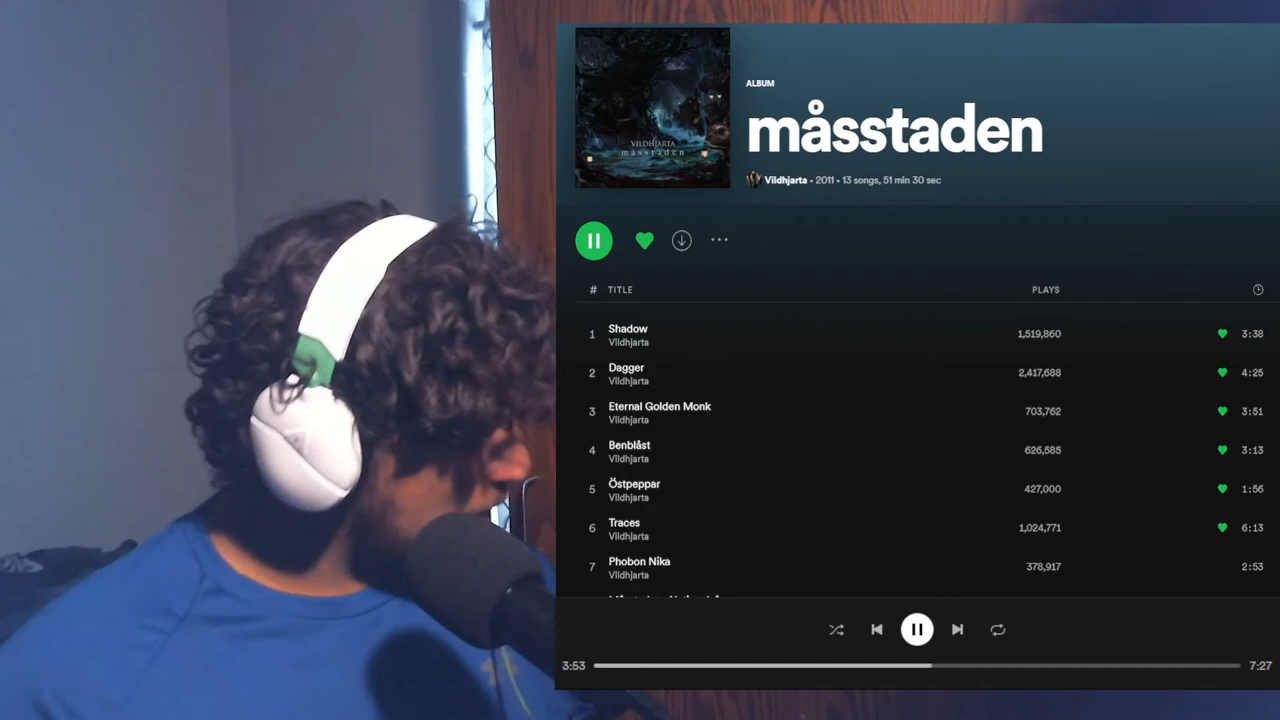 VILDHJARTA
måsstaden
ALBUM
måsstaden
Vildhjarta • 2011 • 13 songs, 51 min 30 sec
# TITLE PLAYS
1 Shadow 1,519,860 3:38
Vildhjarta
2 Dagger 2,417,688 4:25
Vildhjarta
3 Eternal Golden Monk 703,762 3:51
Vildhjarta
4 Benblåst 626,585 3:13
Vildhjarta
5 Östpeppar 427,000 1:56
Vildhjarta
6 Traces 1,024,771 6:13
Vildhjarta
7 Phobon Nika 378,917 2:53
Vildhjarta
3:53 7:27